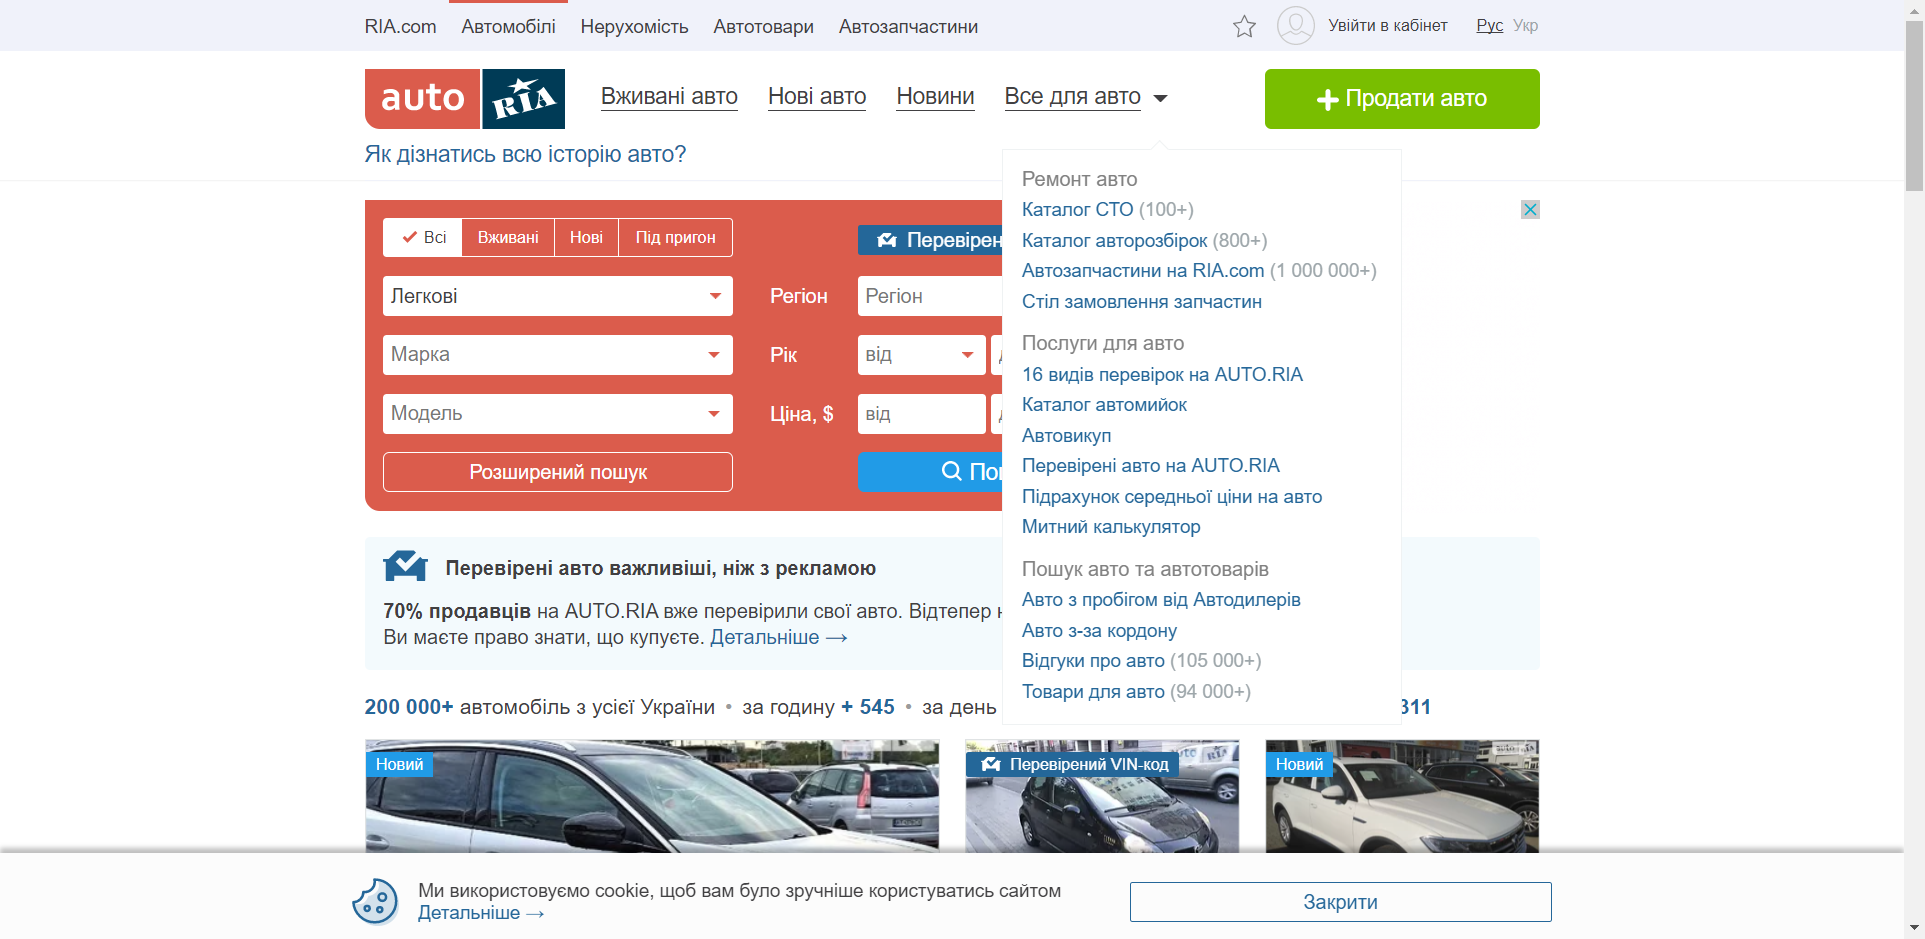 RIA.com Автомобілі Нерухомість Автотовари Автозапчастини Увійти в кабінет Рус Укр
auto RIA Вживані авто Нові авто Новини Все для авто Продати авто
Як дізнатись всю історію авто?
Ремонт авто
Каталог СТО (100+)
Каталог авторозбірок (800+)
Автозапчастини на RIA.com (1 000 000+)
Стіл замовлення запчастин
Послуги для авто
16 видів перевірок на AUTO.RIA
Каталог автомийок
Автовикуп
Перевірені авто на AUTO.RIA
Підрахунок середньої ціни на авто
Митний калькулятор
Пошук авто та автотоварів
Авто з пробігом від Автодилерів
Авто з-за кордону
Відгуки про авто (105 000+)
Товари для авто (94 000+)
Всі Вживані Нові Під пригон Перевірен
Легкові Регіон Регіон
Марка Рік від
Модель Ціна, $ від
Розширений пошук
Перевірені авто важливіші, ніж з рекламою
70% продавців на AUTO.RIA вже перевірили свої авто. Відтепер
Ви маєте право знати, що купуєте. Детальніше →
200 000+ автомобіль з усієї України • за годину + 545 • за день 311
Новий Перевірений VIN-код Новий
Ми використовуємо cookie, щоб вам було зручніше користуватись сайтом
Детальніше →
Закрити